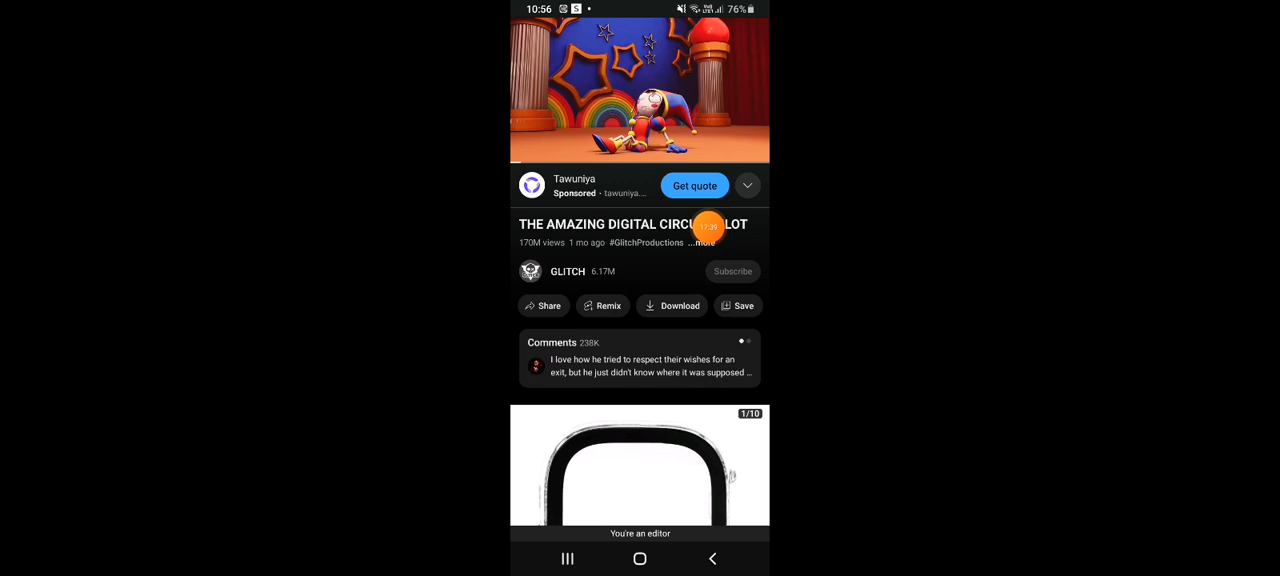 10:56
76%
Tawuniya
Sponsored · tawuniya....
Get quote
THE AMAZING DIGITAL LOT
17:39
170M views 1 mo ago #GlitchProductions ...more
GLITCH 6.17M
Subscribe
Share
Remix
Download
Save
Comments 238K
I love how he tried to respect their wishes for an
exit, but he just didn't know where it was supposed ...
1/10
You're an editor